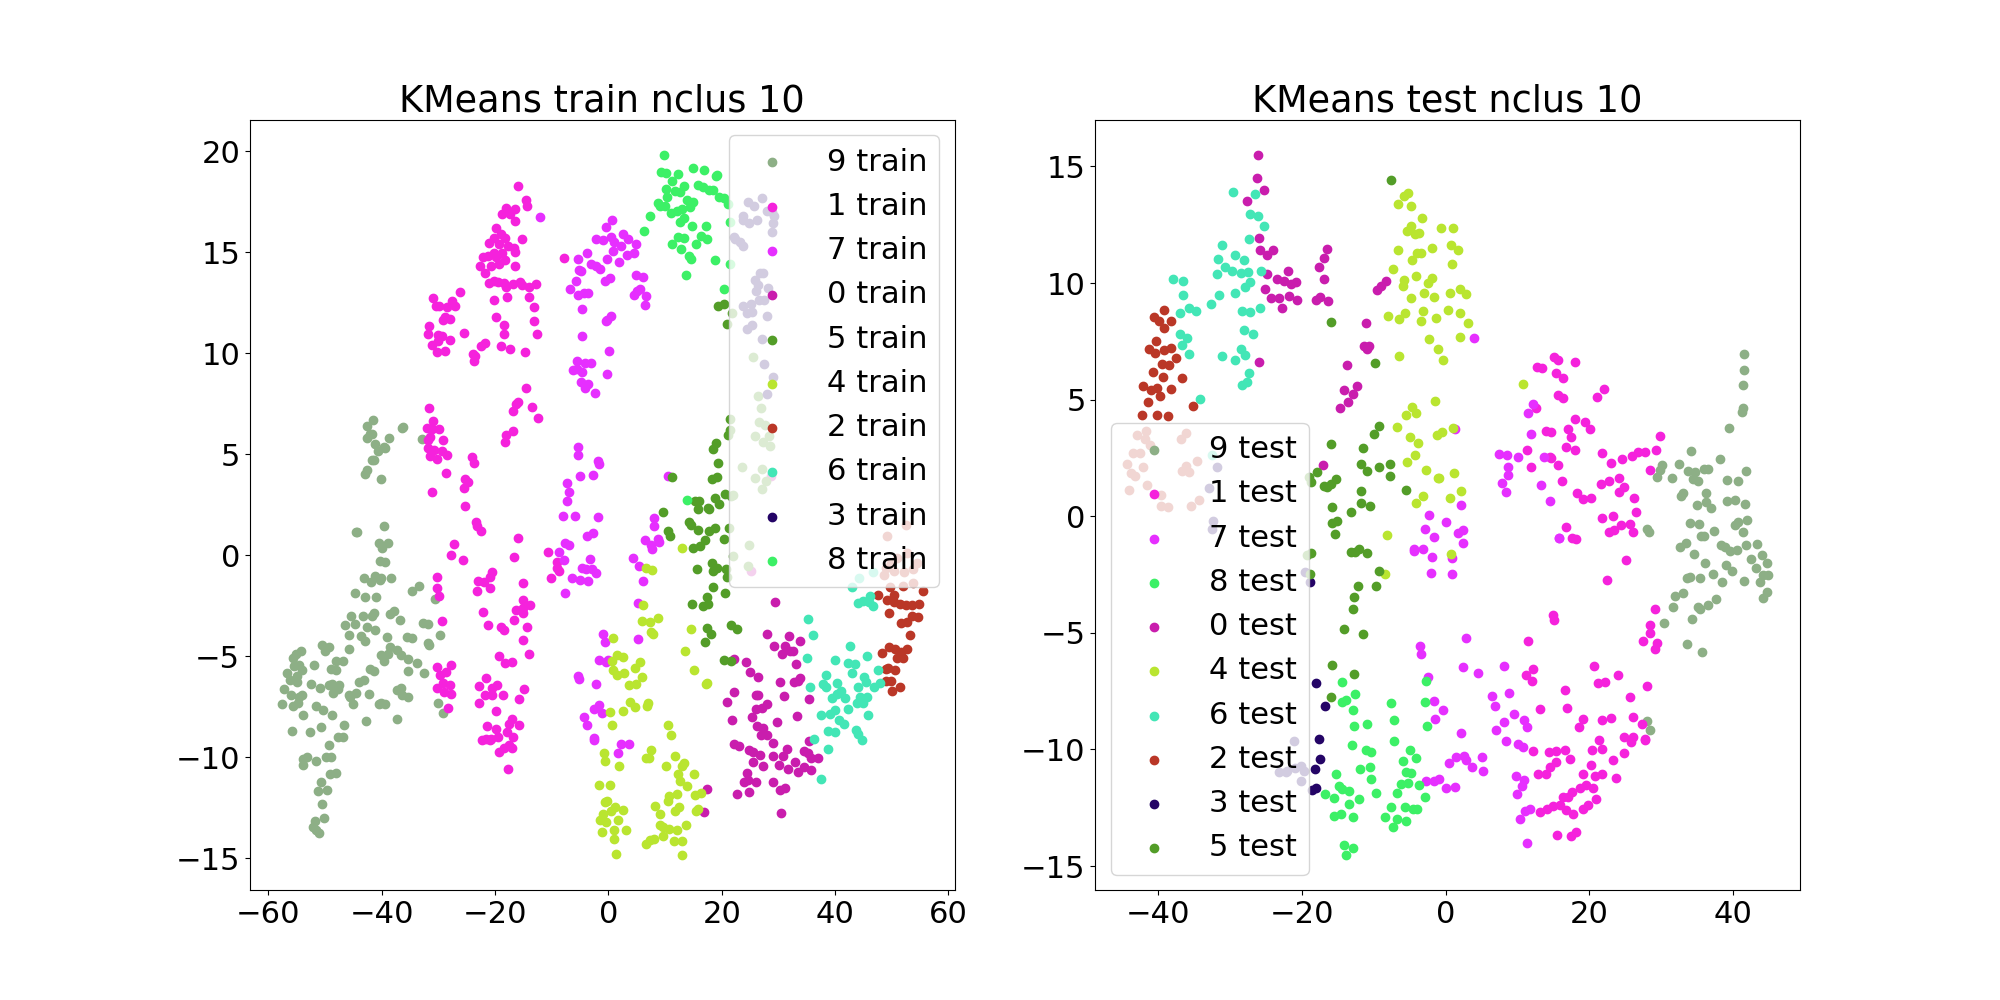 KMeans train nclus 10
20
15
10
5
0
−5
−10
−15
−60
−40
−20
0
20
40
60
9 train
1 train
7 train
0 train
5 train
4 train
2 train
6 train
3 train
8 train
KMeans test nclus 10
15
10
5
0
−5
−10
−15
−40
−20
0
20
40
9 test
1 test
7 test
8 test
0 test
4 test
6 test
2 test
3 test
5 test